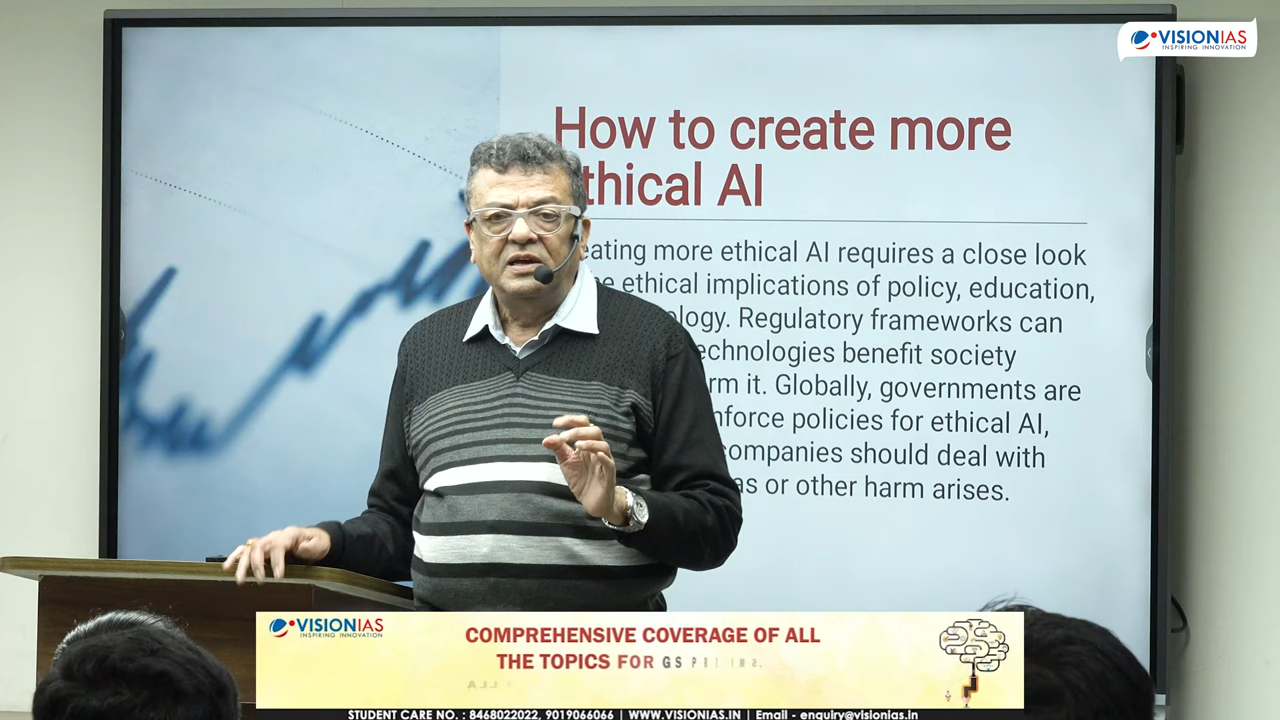 VISIONIAS
INSPIRING INNOVATION
How to create more
thical AI
eating more ethical AI requires a close look
ethical implications of policy, education,
ology. Regulatory frameworks can
echnologies benefit society
rm it. Globally, governments are
nforce policies for ethical AI,
companies should deal with
as or other harm arises.
VISIONIAS
INSPIRING INNOVATION
COMPREHENSIVE COVERAGE OF ALL
THE TOPICS FOR GS
STUDENT CARE NO. : 8468022022, 9019066066 | WWW.VISIONIAS.IN | Email - enquiry@visionias.in